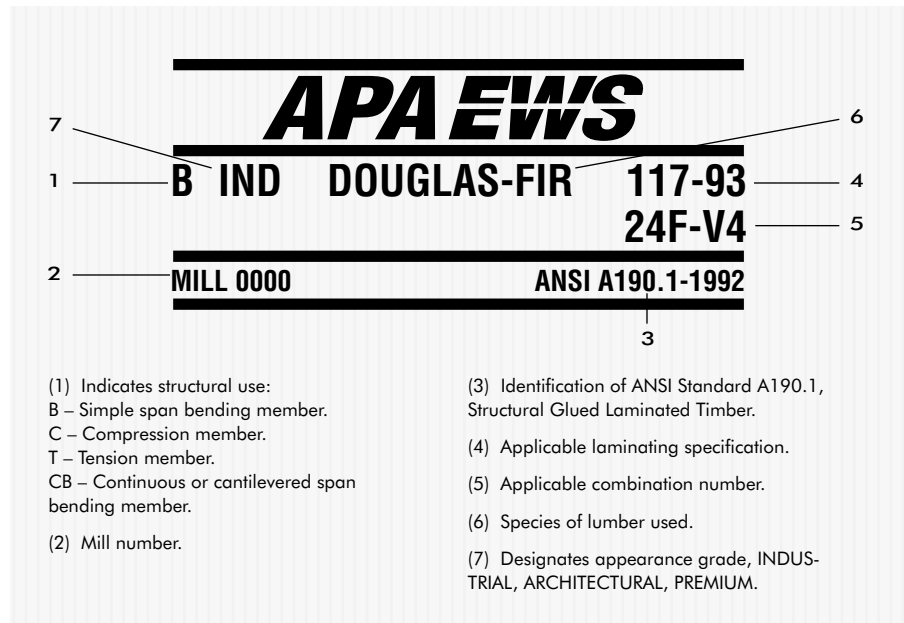 APA EWS
7
6
1
B IND DOUGLAS-FIR 117-93
4
24F-V4
5
2
MILL 0000 ANSI A190.1-1992
3
(1) Indicates structural use:
B – Simple span bending member.
C – Compression member.
T – Tension member.
CB – Continuous or cantilevered span
bending member.
(2) Mill number.
(3) Identification of ANSI Standard A190.1,
Structural Glued Laminated Timber.
(4) Applicable laminating specification.
(5) Applicable combination number.
(6) Species of lumber used.
(7) Designates appearance grade, INDUS-
TRIAL, ARCHITECTURAL, PREMIUM.